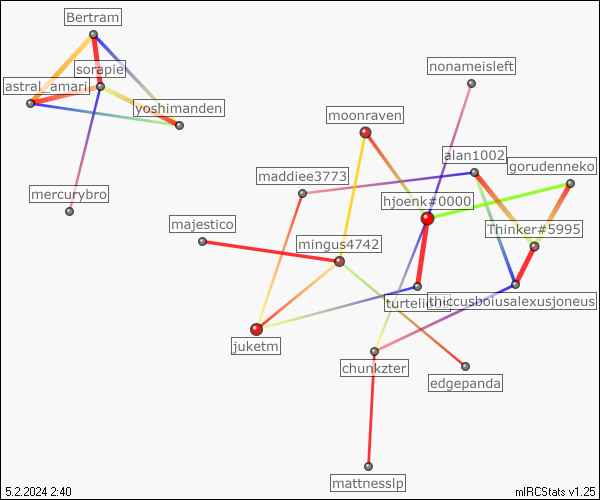 Bertram
sorapie
nonameisleft
astral_amari
yoshimanden
moonraven
alan1002
gorudenneko
maddiee3773
mercurybro
hjoenk#0000
majestico
Thinker#5995
mingus4742
thiccusboiusalexusjoneus
juketm
chunkzter
edgepanda
mattnesslp
5.2.2024 2:40
mIRCStats v1.25